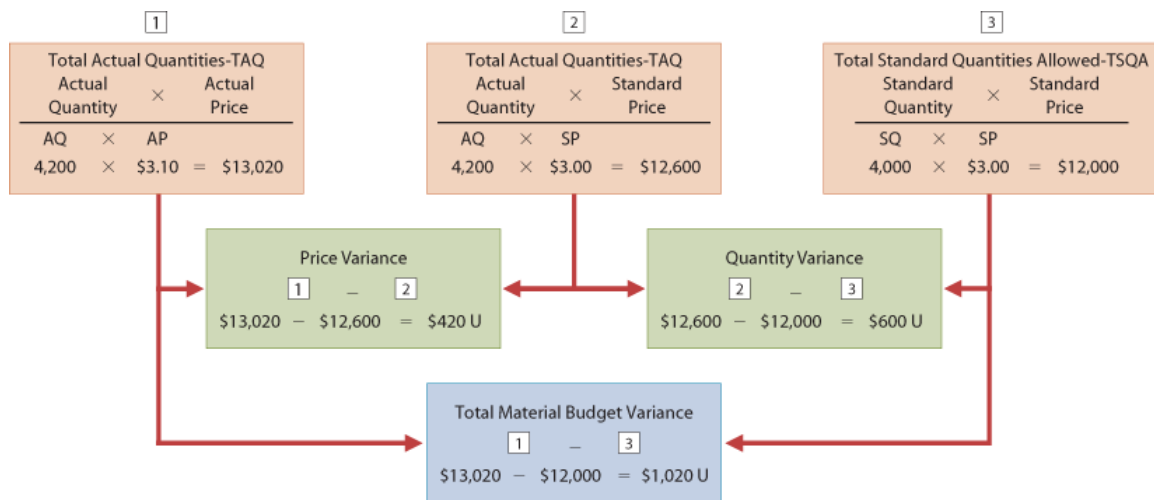 1
Total Actual Quantities-TAQ
Actual Quantity × Actual Price
AQ × AP
4,200 × $3.10 = $13,020
2
Total Actual Quantities-TAQ
Actual Quantity × Standard Price
AQ × SP
4,200 × $3.00 = $12,600
3
Total Standard Quantities Allowed-TSQA
Standard Quantity × Standard Price
SQ × SP
4,000 × $3.00 = $12,000
Price Variance
1 – 2
$13,020 – $12,600 = $420 U
Quantity Variance
2 – 3
$12,600 – $12,000 = $600 U
Total Material Budget Variance
1 – 3
$13,020 – $12,000 = $1,020 U